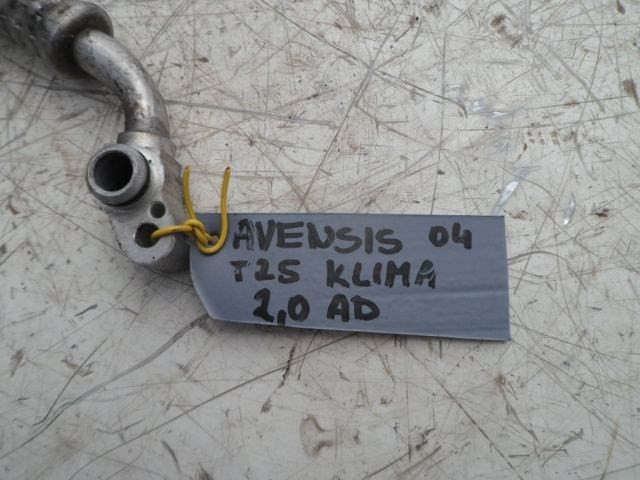 AVENSIS 04
T25 KLIMA
2,0 AD